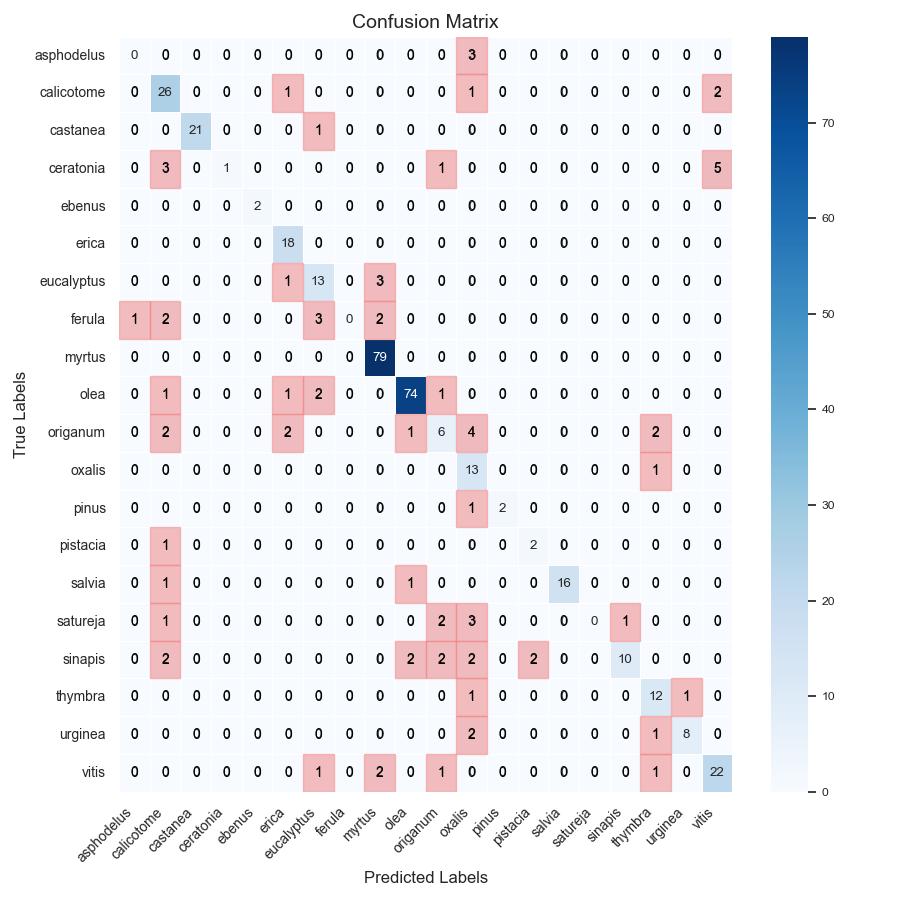 Confusion Matrix
True Labels
asphodelus 0 0 0 0 0 0 0 0 0 0 0 3 0 0 0 0 0 0 0 0
calicotome 0 26 0 0 0 1 0 0 0 0 0 1 0 0 0 0 0 0 0 2
castanea 0 0 21 0 0 0 1 0 0 0 0 0 0 0 0 0 0 0 0 0
ceratonia 0 3 0 1 0 0 0 0 0 0 1 0 0 0 0 0 0 0 0 5
ebenus 0 0 0 0 2 0 0 0 0 0 0 0 0 0 0 0 0 0 0 0
erica 0 0 0 0 0 18 0 0 0 0 0 0 0 0 0 0 0 0 0 0
eucalyptus 0 0 0 0 0 1 13 0 3 0 0 0 0 0 0 0 0 0 0 0
ferula 1 2 0 0 0 0 3 0 2 0 0 0 0 0 0 0 0 0 0 0
myrtus 0 0 0 0 0 0 0 0 79 0 0 0 0 0 0 0 0 0 0 0
olea 0 1 0 0 0 1 2 0 0 74 1 0 0 0 0 0 0 0 0 0
origanum 0 2 0 0 0 2 0 0 0 1 6 4 0 0 0 0 0 2 0 0
oxalis 0 0 0 0 0 0 0 0 0 0 0 13 0 0 0 0 0 1 0 0
pinus 0 0 0 0 0 0 0 0 0 0 0 1 2 0 0 0 0 0 0 0
pistacia 0 1 0 0 0 0 0 0 0 0 0 0 0 2 0 0 0 0 0 0
salvia 0 1 0 0 0 0 0 0 0 1 0 0 0 0 16 0 0 0 0 0
satureja 0 1 0 0 0 0 0 0 0 0 2 3 0 0 0 0 1 0 0 0
sinapis 0 2 0 0 0 0 0 0 0 2 2 2 0 2 0 0 10 0 0 0
thymbra 0 0 0 0 0 0 0 0 0 0 0 1 0 0 0 0 0 12 1 0
urginea 0 0 0 0 0 0 0 0 0 0 0 2 0 0 0 0 0 1 8 0
vitis 0 0 0 0 0 0 1 0 2 0 1 0 0 0 0 0 0 1 0 22
asphodelus calicotome castanea ceratonia ebenus erica eucalyptus ferula myrtus olea origanum oxalis pinus pistacia salvia satureja sinapis thymbra urginea vitis
Predicted Labels
70
60
50
40
30
20
10
0